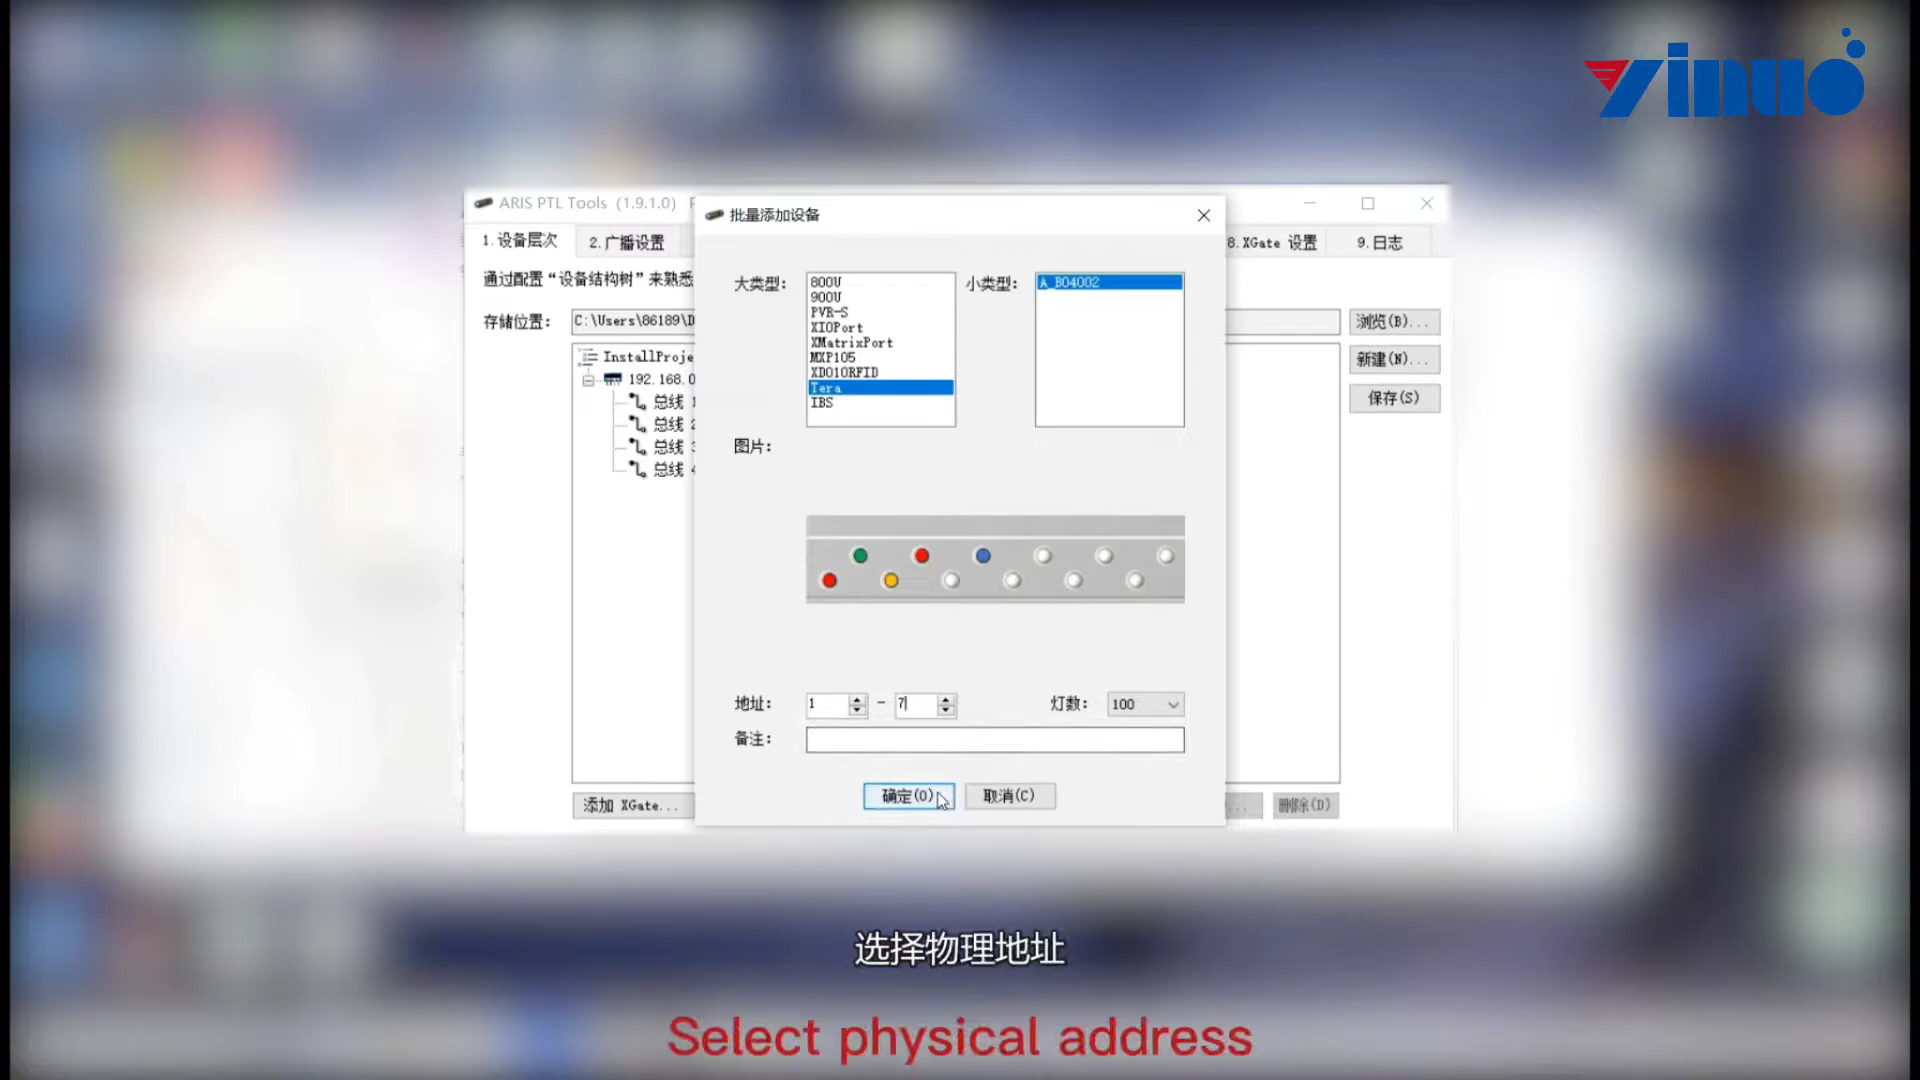 yinuo
ARIS PTL Tools (1.9.1.0)
批量添加设备
1.设备层次
2.广播设置
8.XGate 设置
9.日志
通过配置“设备结构树”来熟悉
存储位置:
C:\Users\86189\D
浏览(B)...
新建(N)...
保存(S)
InstallProje
192.168.0
总线 1
总线 2
总线 3
总线 4
大类型:
800U
900U
PVR-S
XIOPort
XMatrixPort
MXP105
XD010RFID
Tera
IBS
小类型:
A_B04002
图片:
地址:
1
-
7
灯数:
100
备注:
确定(O)
取消(C)
添加 XGate...
...
删除(D)
选择物理地址
Select physical address